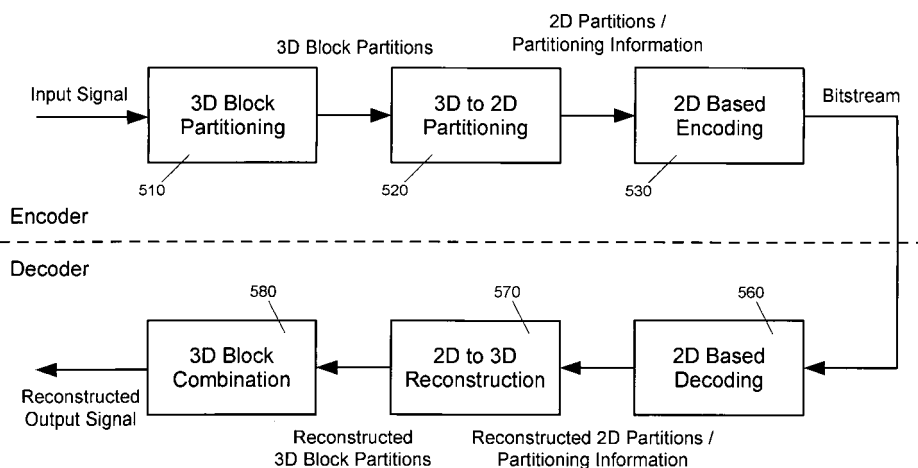 2D Partitions /
3D Block Partitions
Partitioning Information
Input Signal
3D Block
Partitioning
3D to 2D
Partitioning
2D Based
Encoding
Bitstream
510
520
530
Encoder
Decoder
580
570
560
3D Block
Combination
2D to 3D
Reconstruction
2D Based
Decoding
Reconstructed
Output Signal
Reconstructed
3D Block Partitions
Reconstructed 2D Partitions /
Partitioning Information